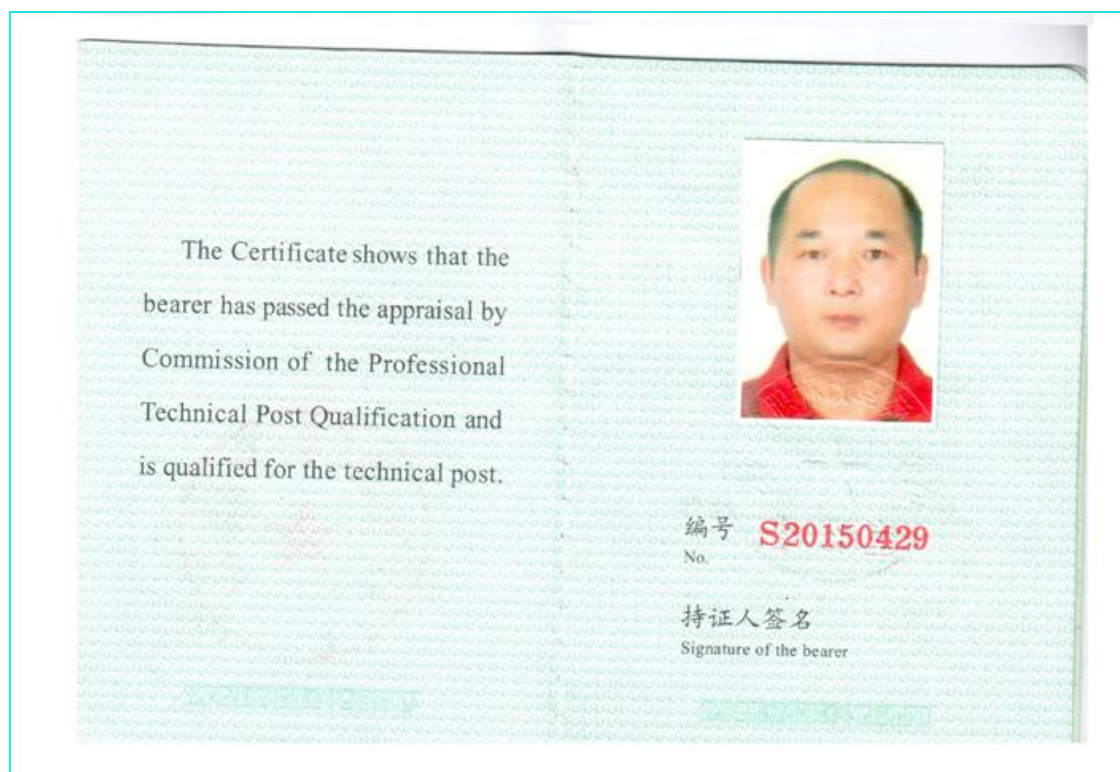 The Certificate shows that the
bearer has passed the appraisal by
Commission of the Professional
Technical Post Qualification and
is qualified for the technical post.
编号 S20150429
No.
持证人签名
Signature of the bearer